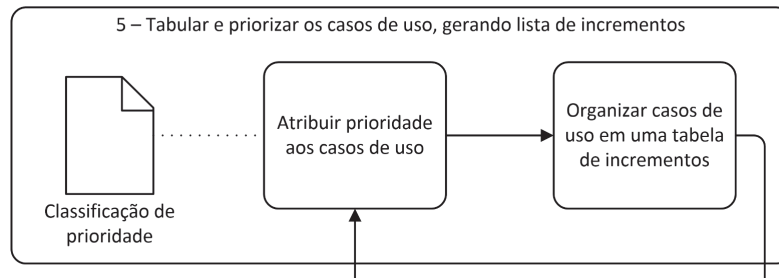 5 – Tabular e priorizar os casos de uso, gerando lista de incrementos
Classificação de
prioridade
Atribuir prioridade
aos casos de uso
Organizar casos de
uso em uma tabela
de incrementos